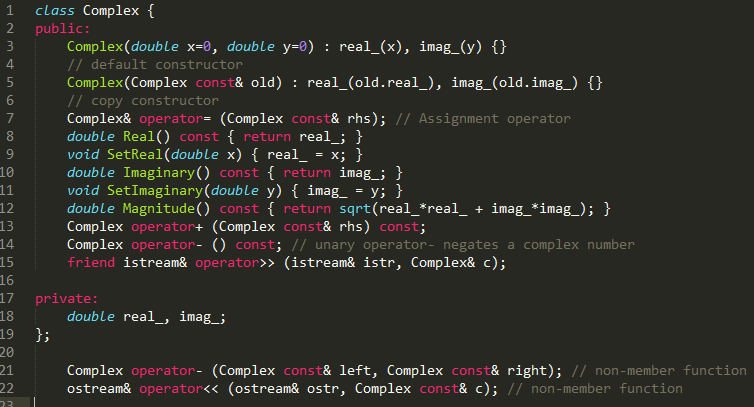 1 class Complex {
2 public:
3     Complex(double x=0, double y=0) : real_(x), imag_(y) {}
4     // default constructor
5     Complex(Complex const& old) : real_(old.real_), imag_(old.imag_) {}
6     // copy constructor
7     Complex& operator= (Complex const& rhs); // Assignment operator
8     double Real() const { return real_; }
9     void SetReal(double x) { real_ = x; }
10     double Imaginary() const { return imag_; }
11     void SetImaginary(double y) { imag_ = y; }
12     double Magnitude() const { return sqrt(real_*real_ + imag_*imag_); }
13     Complex operator+ (Complex const& rhs) const;
14     Complex operator- () const; // unary operator- negates a complex number
15     friend istream& operator>> (istream& istr, Complex& c);
16
17 private:
18     double real_, imag_;
19 };
20
21     Complex operator- (Complex const& left, Complex const& right); // non-member function
22     ostream& operator<< (ostream& ostr, Complex const& c); // non-member function
23